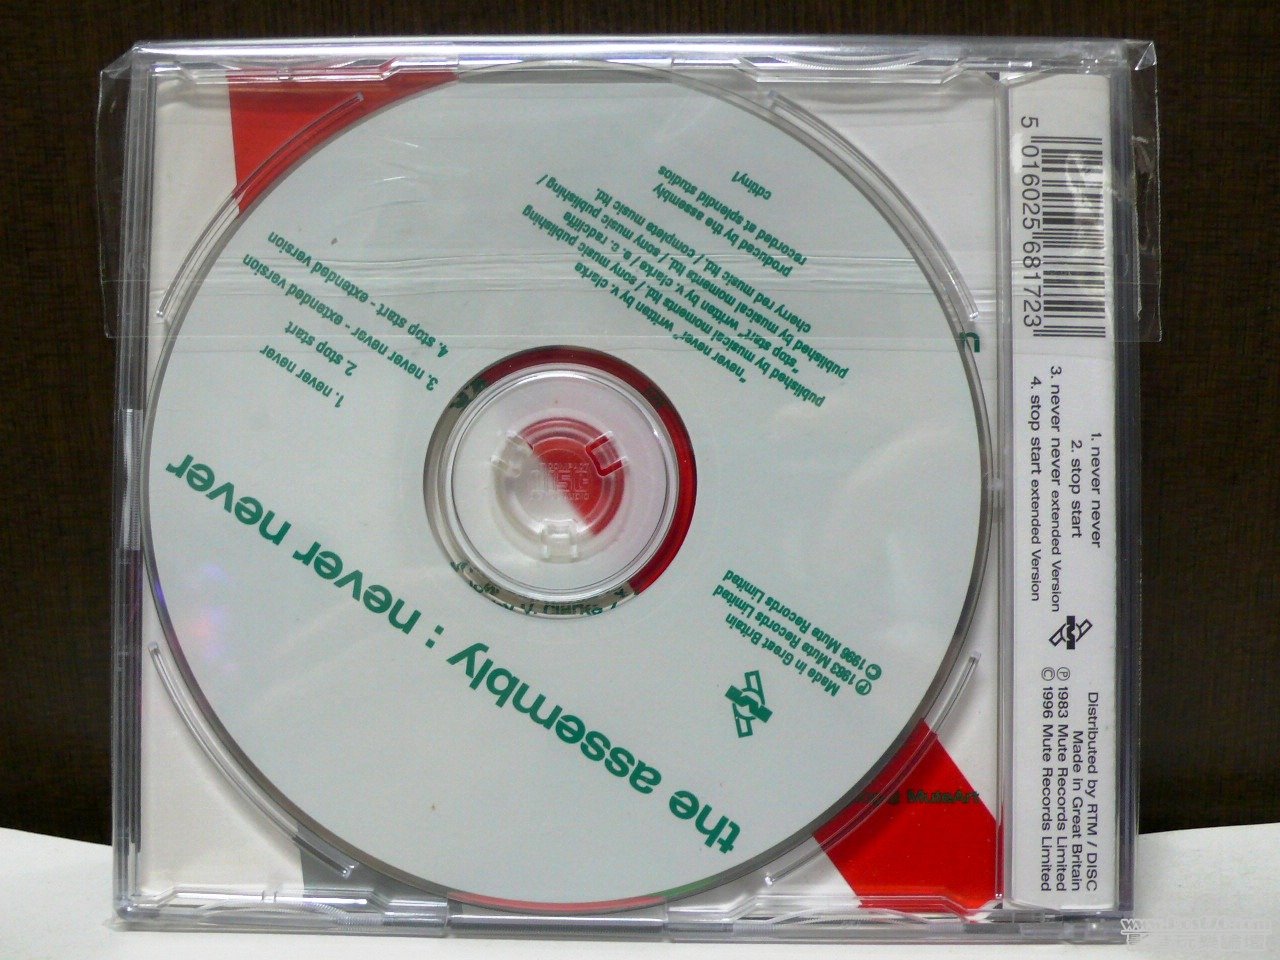 the assembly : never never
1. never never
2. stop start.
3. never never - extended version
4. stop start - extended version
"never never" written by v. clarke
published by musical moments ltd. / sony music publishing
"stop start" written by v. clarke / e. c. radcliffe
published by musical moments ltd. / sony music publishing /
cherry red music ltd. / complete music ltd.
produced by the assembly
recorded at splendid studios
cdtiny1
Made in Great Britain
℗ 1983 Mute Records Limited
© 1996 Mute Records Limited
5 016025 681723
1. never never
2. stop start
3. never never extended Version
4. stop start extended Version
Distributed by RTM / DISC
Made in Great Britain
℗ 1983 Mute Records Limited
© 1996 Mute Records Limited
COMPACT
disc